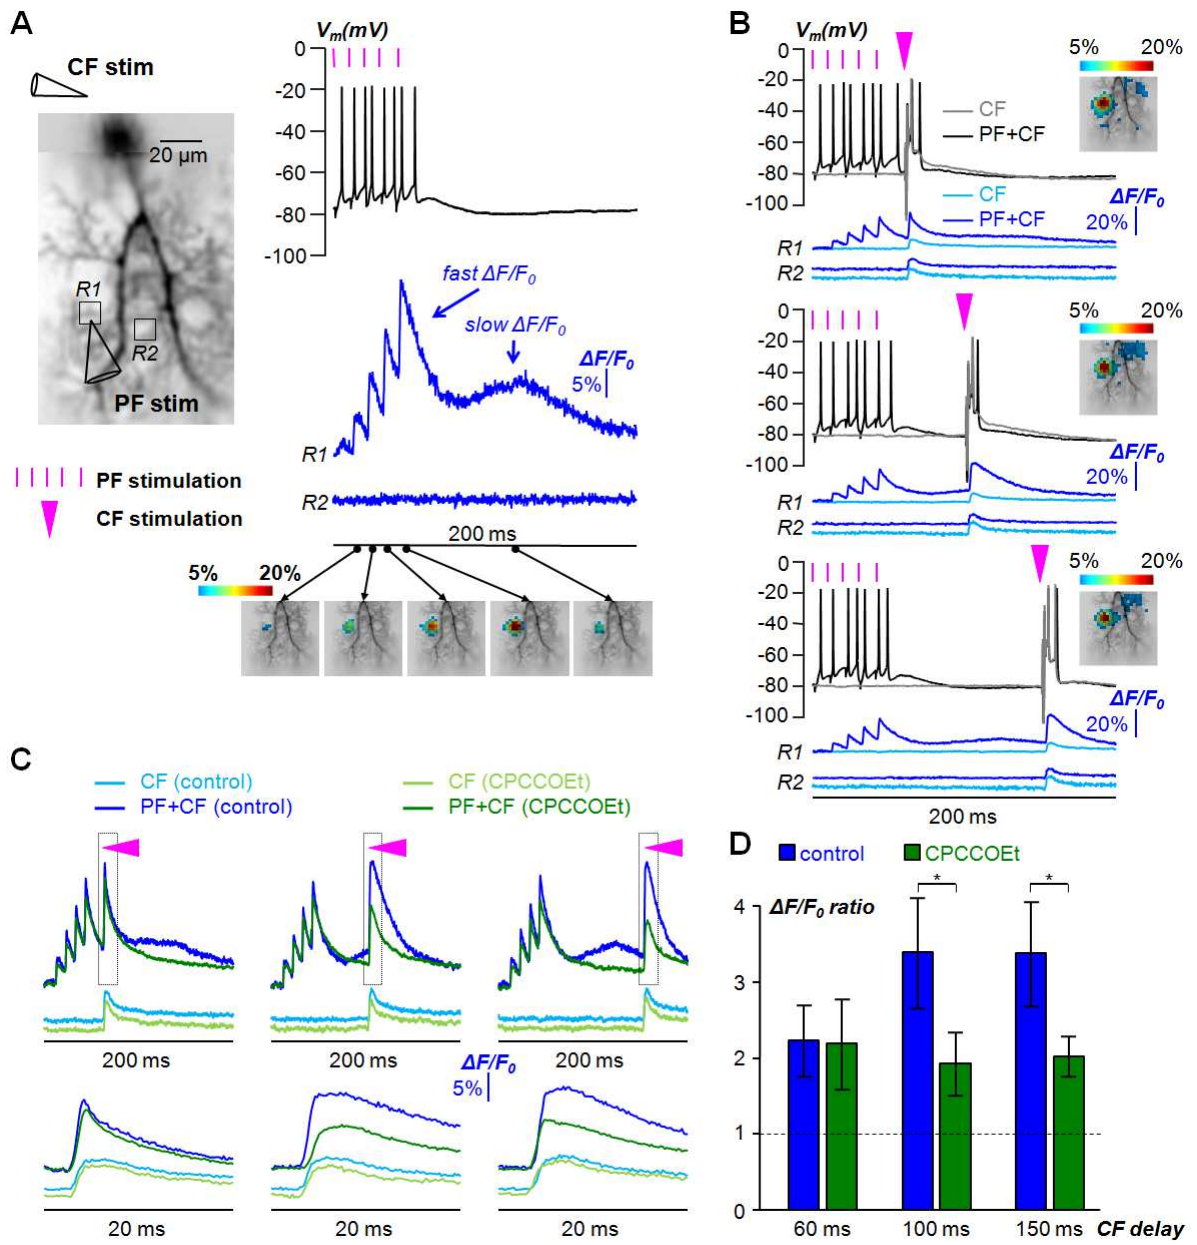 A
CF stim
20 µm
R1
R2
PF stim
PF stimulation
CF stimulation
Vm(mV)
0
-20
-40
-60
-80
-100
fast ΔF/F0
slow ΔF/F0
ΔF/F0
5%
R1
R2
200 ms
5% 20%
B
Vm(mV)
0
-20
-40
-60
-80
-100
CF
PF+CF
CF
PF+CF
5% 20%
ΔF/F0
20%
R1
R2
0
-20
-40
-60
-80
-100
5% 20%
ΔF/F0
20%
R1
R2
0
-20
-40
-60
-80
-100
5% 20%
ΔF/F0
20%
R1
R2
200 ms
C
CF (control)
PF+CF (control)
CF (CPCCOEt)
PF+CF (CPCCOEt)
200 ms
200 ms
200 ms
ΔF/F0
5%
20 ms
20 ms
20 ms
D
control
CPCCOEt
ΔF/F0 ratio
* *
4
3
2
1
0
60 ms 100 ms 150 ms CF delay